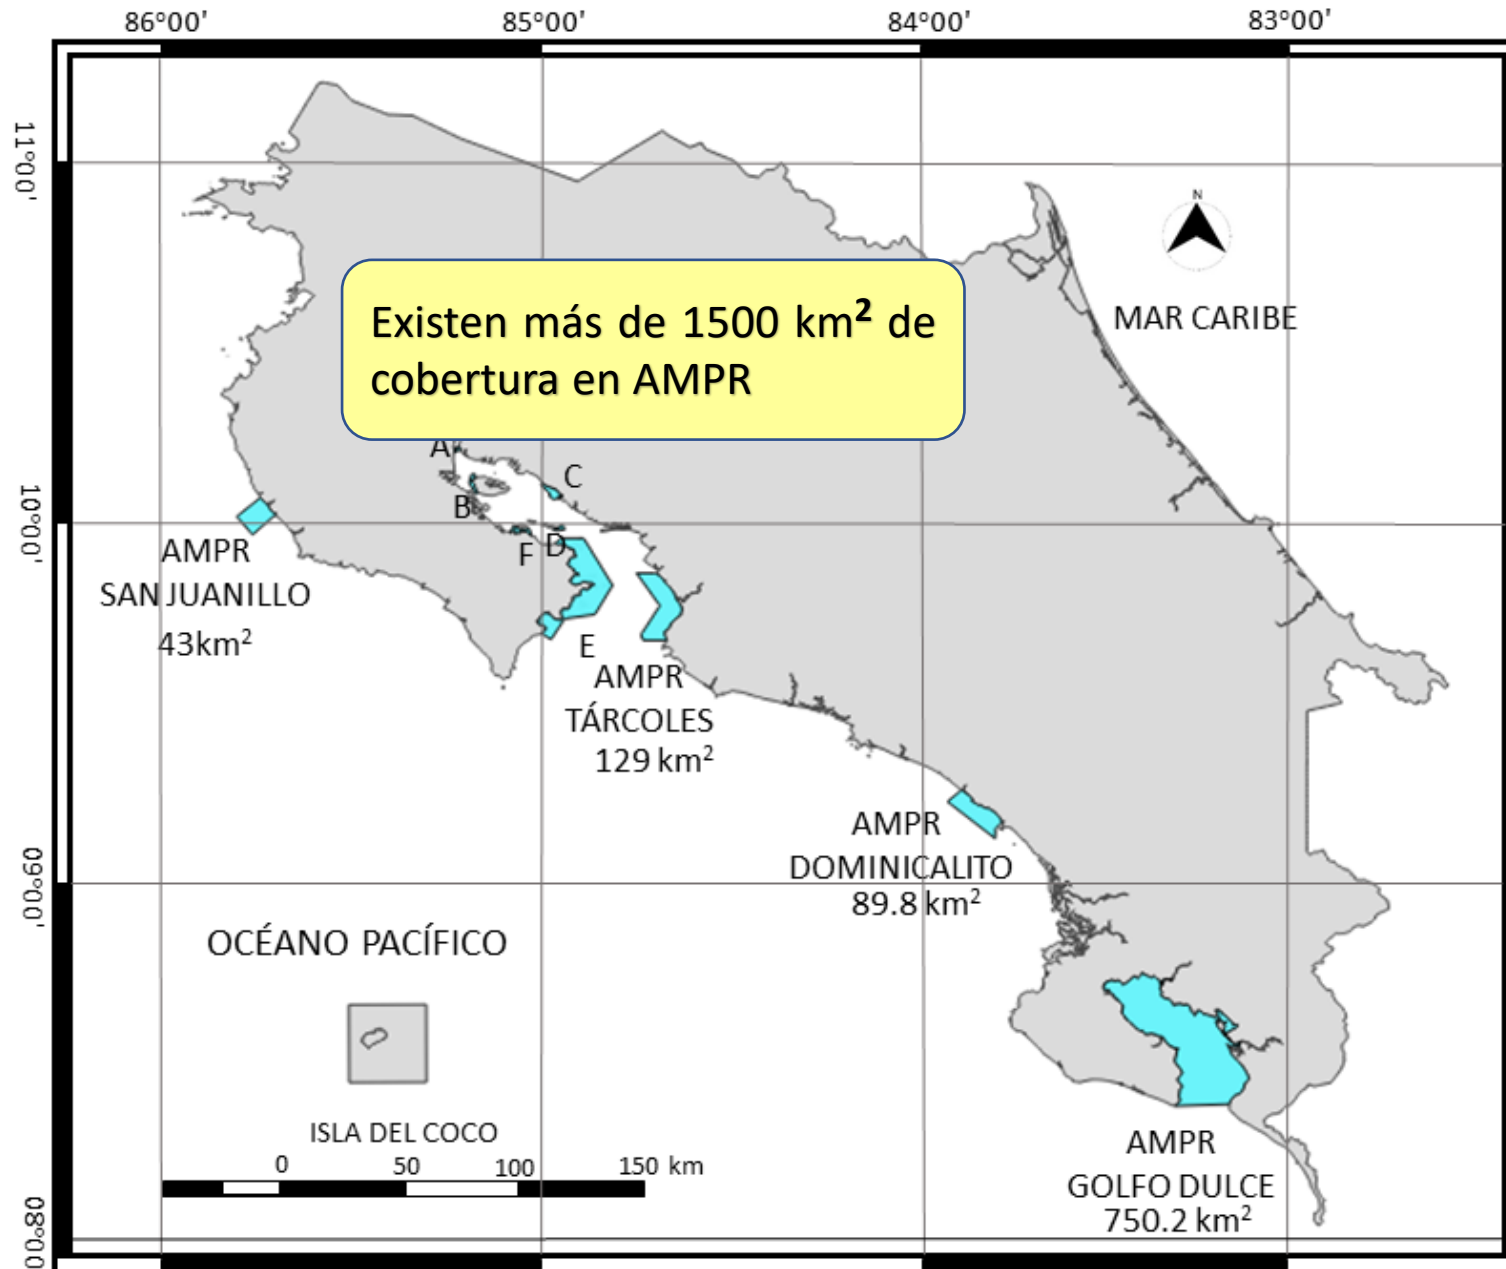 86°00' 85°00' 84°00' 83°00'
11°00'
N
MAR CARIBE
Existen más de 1500 km² de
cobertura en AMPR
A
C
B
10°00'
F D
AMPR
SAN JUANILLO
43km²
E
AMPR
TÁRCOLES
129 km²
AMPR
DOMINICALITO
89.8 km²
09°00'
OCÉANO PACÍFICO
ISLA DEL COCO
0 50 100 150 km
AMPR
GOLFO DULCE
750.2 km²
08°00